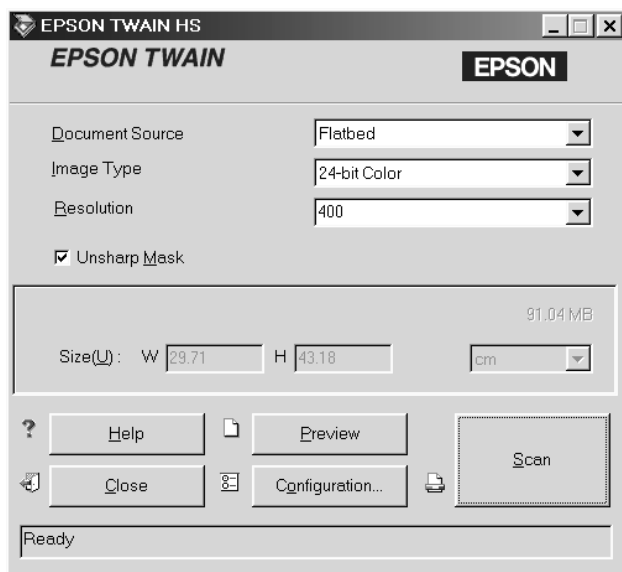 EPSON TWAIN HS
EPSON TWAIN
EPSON
Document Source Flatbed
Image Type 24-bit Color
Resolution 400
Unsharp Mask
91.04 MB
Size(U) : W 29.71 H 43.18 cm
? Help Preview
Scan
Close Configuration...
Ready